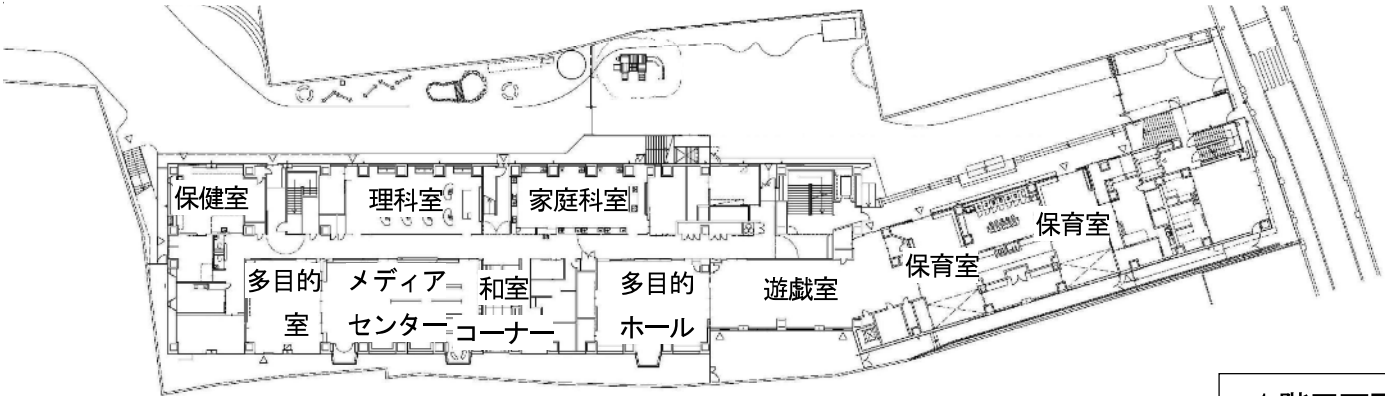 保健室
理科室
家庭科室
保育室
保育室
多目的
室
メディア
センター
和室
コーナー
多目的
ホール
遊戯室